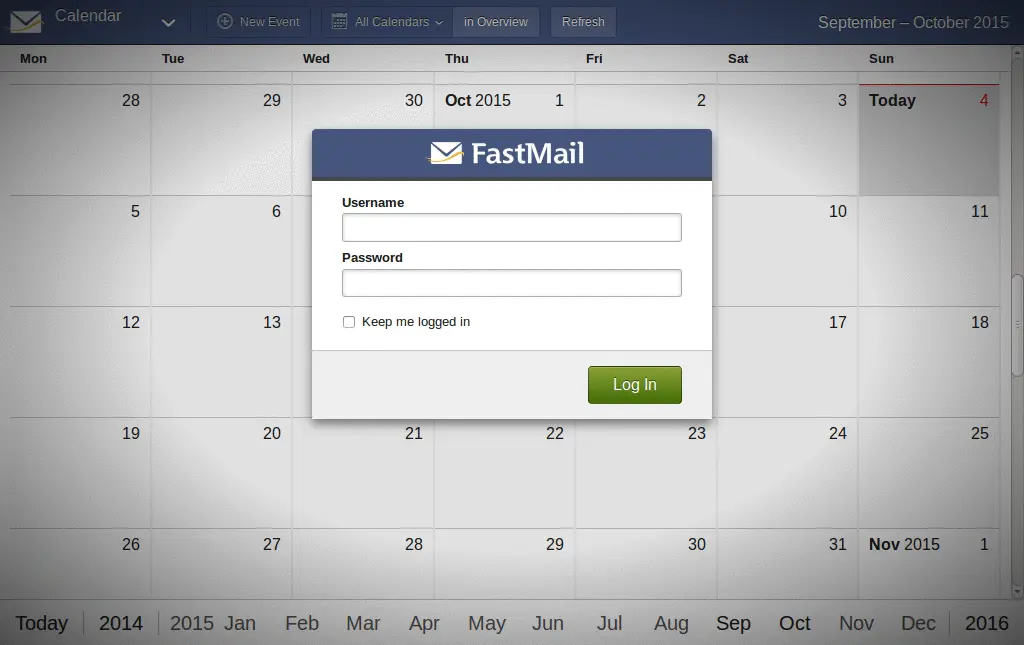 Calendar New Event All Calendars in Overview Refresh September – October 2015
Mon Tue Wed Thu Fri Sat Sun
28 29 30 Oct 2015 1 2 3 Today 4
FastMail
Username
5 6 10 11
Password
Keep me logged in
12 13 17 18
Log In
19 20 21 22 23 24 25
26 27 28 29 30 31 Nov 2015 1
Today 2014 2015 Jan Feb Mar Apr May Jun Jul Aug Sep Oct Nov Dec 2016